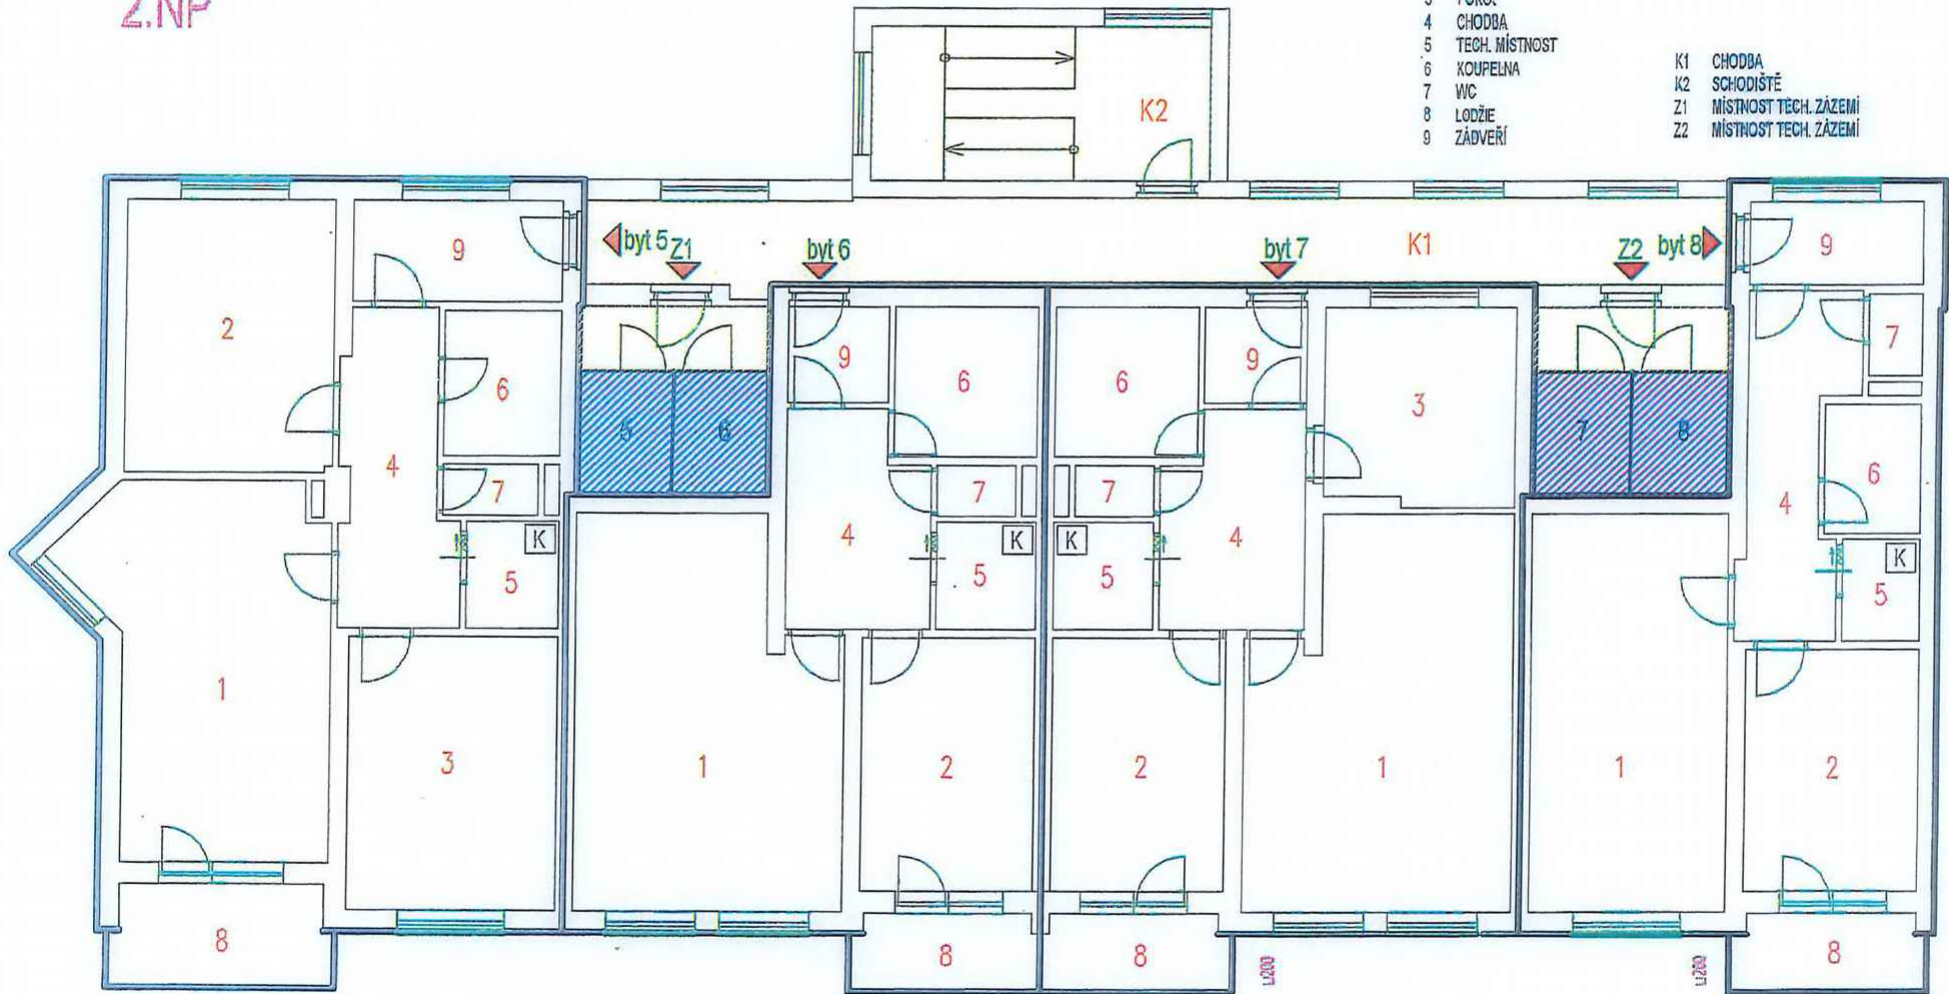 2.NP
4 CHODBA
5 TECH. MÍSTNOST
6 KOUPELNA
7 WC
8 LODŽIE
9 ZÁDVEŘÍ
K1 CHODBA
K2 SCHODIŠTĚ
Z1 MÍSTNOST TECH. ZÁZEMÍ
Z2 MÍSTNOST TECH. ZÁZEMÍ
K2
byt 5 Z1 byt 6 byt 7 K1 Z2 byt 8
9 9
2 6 9 6 6 9 3 7
4 5 6 7 8 6
7 7 7 4
K 4 K K 4 K
5 5 5 5
1 3 1 2 2 1 1 2
8 8 8 8
U200 U200